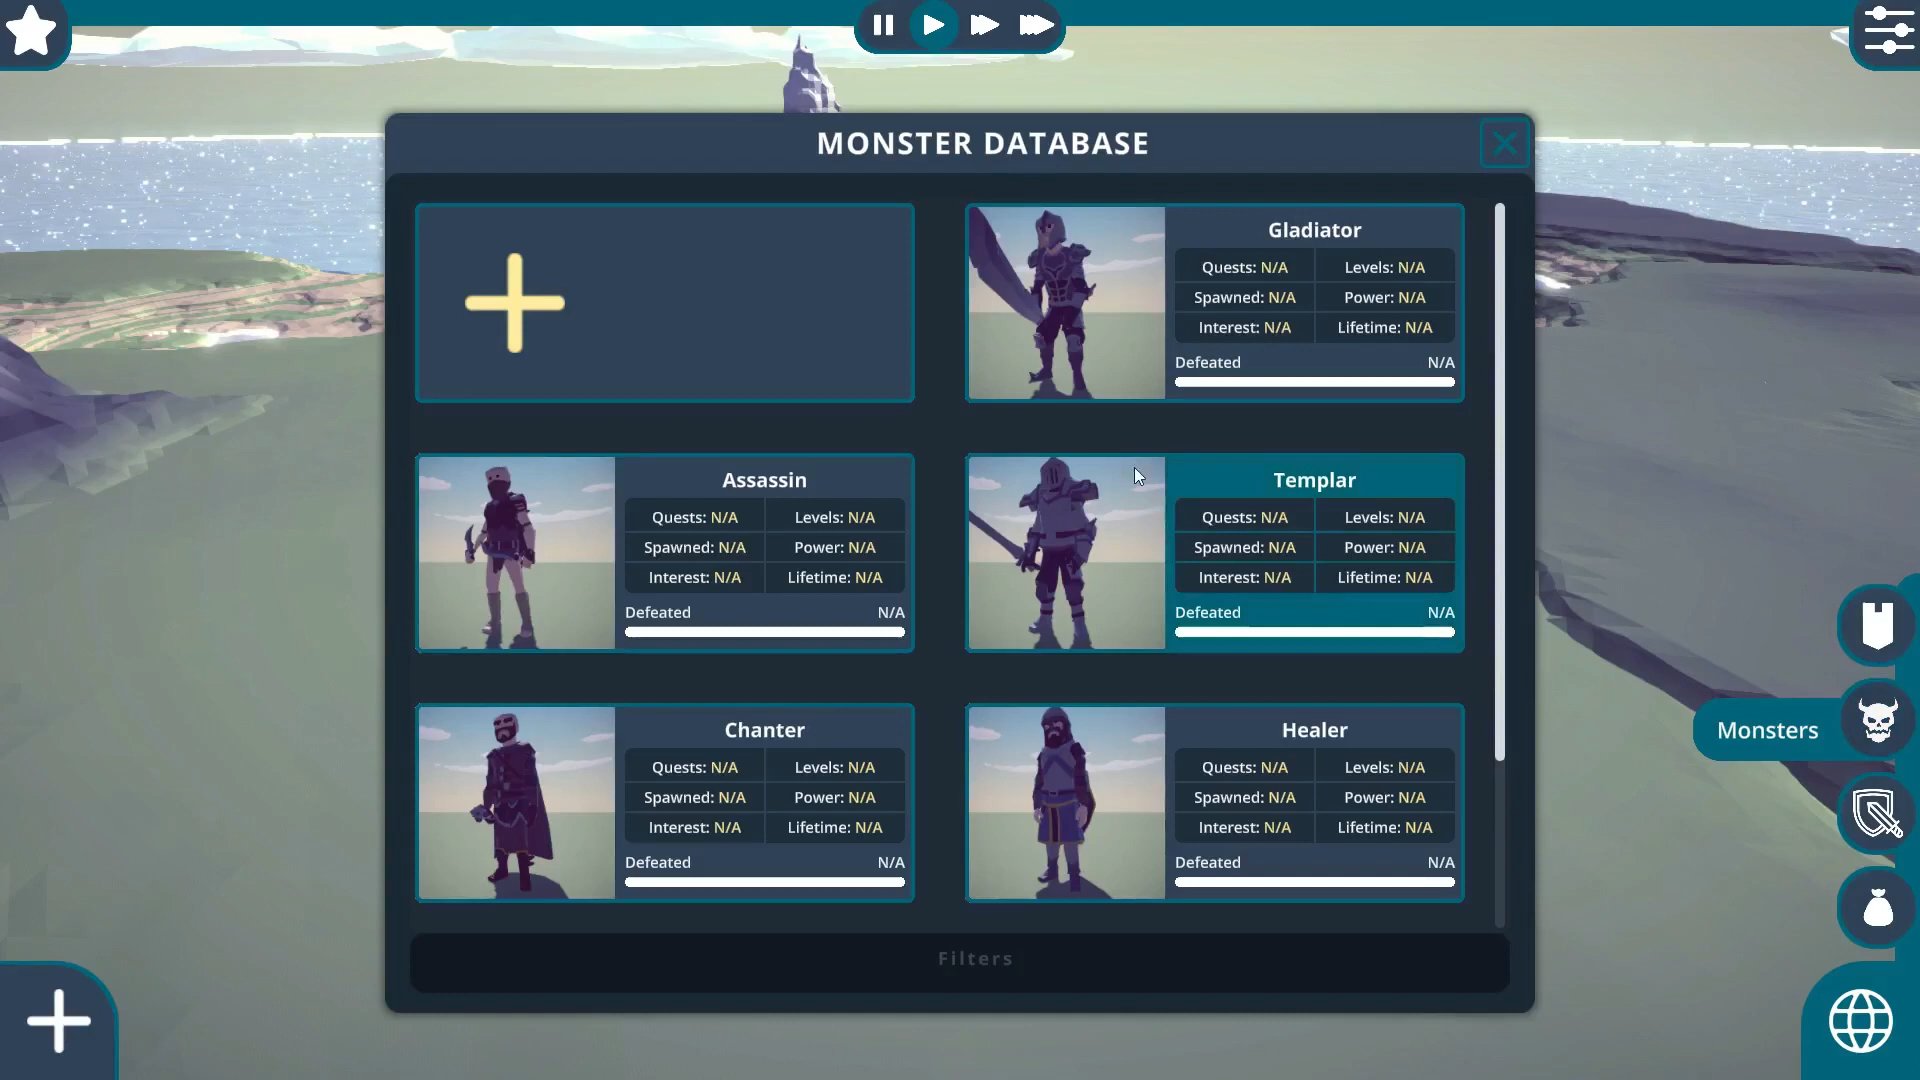 MONSTER DATABASE
Gladiator
Quests: N/A Levels: N/A
Spawned: N/A Power: N/A
Interest: N/A Lifetime: N/A
Defeated N/A
Assassin
Quests: N/A Levels: N/A
Spawned: N/A Power: N/A
Interest: N/A Lifetime: N/A
Defeated N/A
Templar
Quests: N/A Levels: N/A
Spawned: N/A Power: N/A
Interest: N/A Lifetime: N/A
Defeated N/A
Chanter
Quests: N/A Levels: N/A
Spawned: N/A Power: N/A
Interest: N/A Lifetime: N/A
Defeated N/A
Healer
Quests: N/A Levels: N/A
Spawned: N/A Power: N/A
Interest: N/A Lifetime: N/A
Defeated N/A
Monsters
Filters